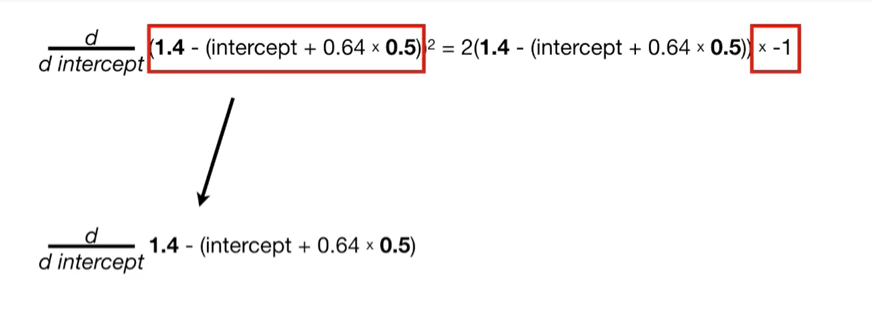 d
d intercept (1.4 - (intercept + 0.64 × 0.5))² = 2(1.4 - (intercept + 0.64 × 0.5)) × -1
d
d intercept 1.4 - (intercept + 0.64 × 0.5)